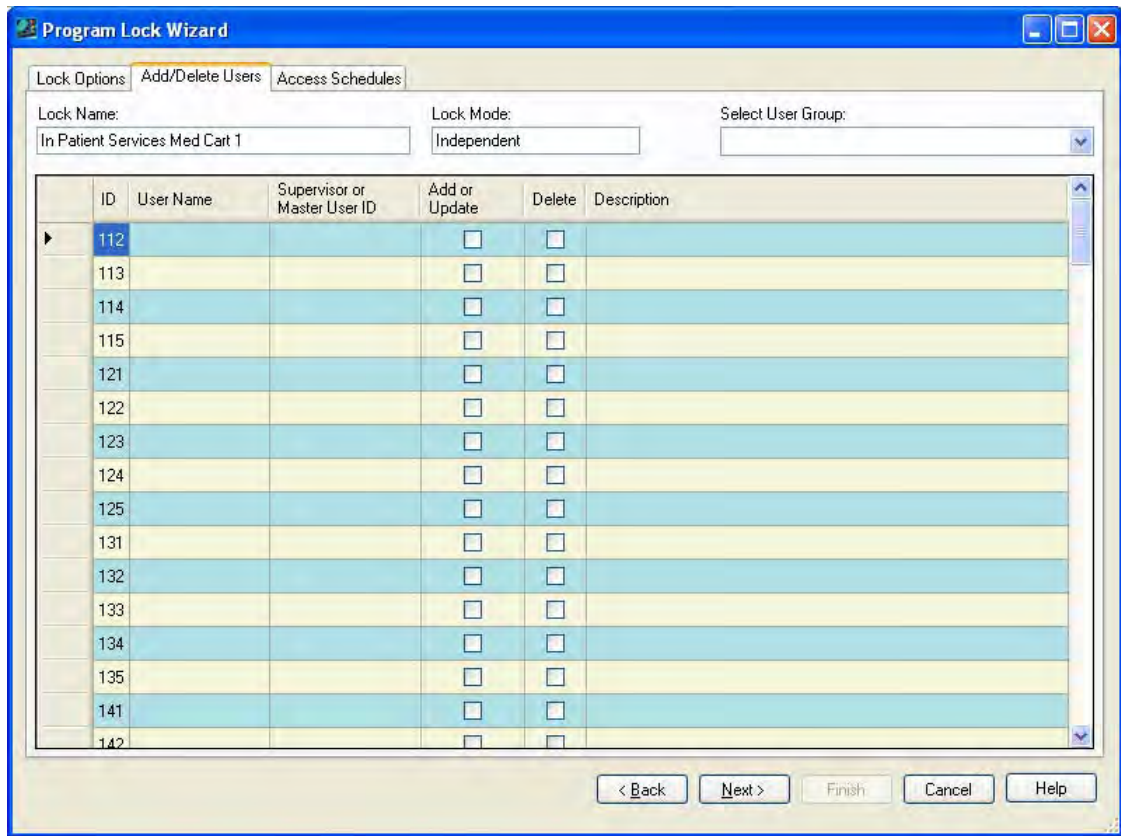 Program Lock Wizard
Lock Options Add/Delete Users Access Schedules
Lock Name: Lock Mode: Select User Group:
In Patient Services Med Cart 1 Independent
ID User Name Supervisor or Master User ID Add or Update Delete Description
112
113
114
115
121
122
123
124
125
131
132
133
134
135
141
142
< Back Next > Finish Cancel Help